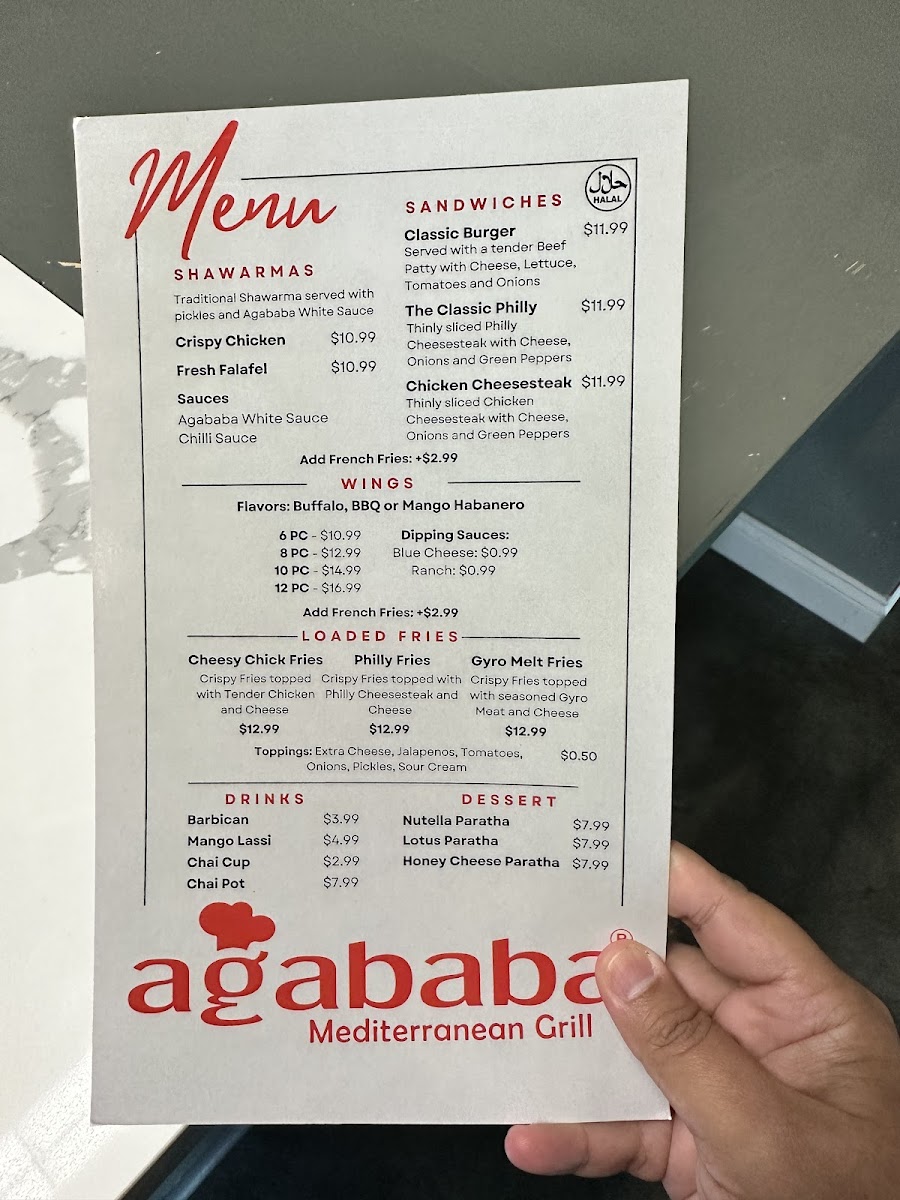 Menu
حلال
HALAL
SHAWARMAS
Traditional Shawarma served with
pickles and Agababa White Sauce
Crispy Chicken $10.99
Fresh Falafel $10.99
Sauces
Agababa White Sauce
Chilli Sauce
SANDWICHES
Classic Burger $11.99
Served with a tender Beef
Patty with Cheese, Lettuce,
Tomatoes and Onions
The Classic Philly $11.99
Thinly sliced Philly
Cheesesteak with Cheese,
Onions and Green Peppers
Chicken Cheesesteak $11.99
Thinly sliced Chicken
Cheesesteak with Cheese,
Onions and Green Peppers
Add French Fries: +$2.99
WINGS
Flavors: Buffalo, BBQ or Mango Habanero
6 PC - $10.99
8 PC - $12.99
10 PC - $14.99
12 PC - $16.99
Dipping Sauces:
Blue Cheese: $0.99
Ranch: $0.99
Add French Fries: +$2.99
LOADED FRIES
Cheesy Chick Fries
Crispy Fries topped
with Tender Chicken
and Cheese
$12.99
Philly Fries
Crispy Fries topped with
Philly Cheesesteak and
Cheese
$12.99
Gyro Melt Fries
Crispy Fries topped
with seasoned Gyro
Meat and Cheese
$12.99
Toppings: Extra Cheese, Jalapenos, Tomatoes, $0.50
Onions, Pickles, Sour Cream
DRINKS
Barbican $3.99
Mango Lassi $4.99
Chai Cup $2.99
Chai Pot $7.99
DESSERT
Nutella Paratha $7.99
Lotus Paratha $7.99
Honey Cheese Paratha $7.99
agababa ®
Mediterranean Grill